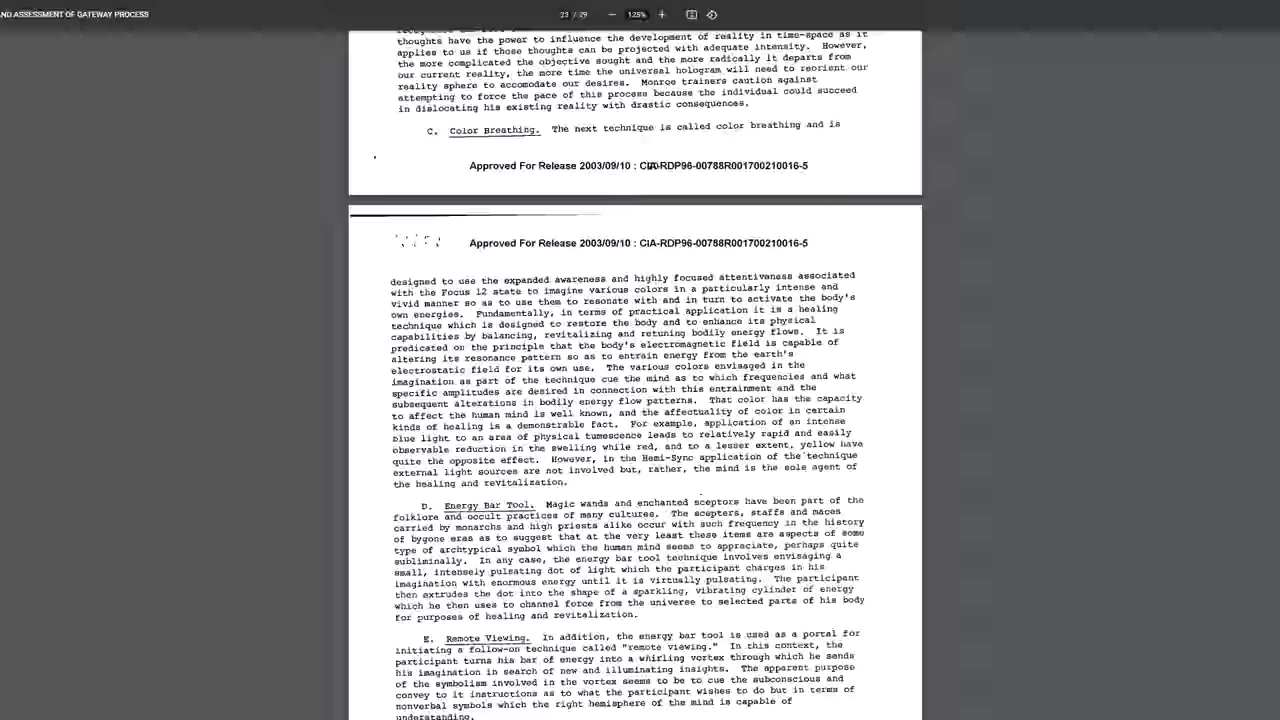 AND ASSESSMENT OF GATEWAY PROCESS
23 / 29
125%
thoughts have the power to influence the development of reality in time-space as it
applies to us if those thoughts can be projected with adequate intensity. However,
the more complicated the objective sought and the more radically it departs from
our current reality, the more time the universal hologram will need to reorient our
reality sphere to accomodate our desires. Monroe trainers caution against
attempting to force the pace of this process because the individual could succeed
in dislocating his existing reality with drastic consequences.
C. Color Breathing. The next technique is called color breathing and is
Approved For Release 2003/09/10 : CIA-RDP96-00788R001700210016-5
Approved For Release 2003/09/10 : CIA-RDP96-00788R001700210016-5
designed to use the expanded awareness and highly focused attentiveness associated
with the Focus 12 state to imagine various colors in a particularly intense and
vivid manner so as to use them to resonate with and in turn to activate the body's
own energies. Fundamentally, in terms of practical application it is a healing
technique which is designed to restore the body and to enhance its physical
capabilities by balancing, revitalizing and retuning bodily energy flows. It is
predicated on the principle that the body's electromagnetic field is capable of
altering its resonance pattern so as to entrain energy from the earth's
electrostatic field for its own use. The various colors envisaged in the
imagination as part of the technique cue the mind as to which frequencies and what
specific amplitudes are desired in connection with this entrainment and the
subsequent alterations in bodily energy flow patterns. That color has the capacity
to affect the human mind is well known, and the affectuality of color in certain
kinds of healing is a demonstrable fact. For example, application of an intense
blue light to an area of physical tumescence leads to relatively rapid and easily
observable reduction in the swelling while red, and to a lesser extent, yellow have
quite the opposite effect. However, in the Hemi-Sync application of the technique
external light sources are not involved but, rather, the mind is the sole agent of
the healing and revitalization.
D. Energy Bar Tool. Magic wands and enchanted sceptors have been part of the
folklore and occult practices of many cultures. The scepters, staffs and maces
carried by monarchs and high priests alike occur with such frequency in the history
of bygone eras as to suggest that at the very least these items are aspects of some
type of archtypical symbol which the human mind seems to appreciate, perhaps quite
subliminally. In any case, the energy bar tool technique involves envisaging a
small, intensely pulsating dot of light which the participant charges in his
imagination with enormous energy until it is virtually pulsating. The participant
then extrudes the dot into the shape of a sparkling, vibrating cylinder of energy
which he then uses to channel force from the universe to selected parts of his body
for purposes of healing and revitalization.
E. Remote Viewing. In addition, the energy bar tool is used as a portal for
initiating a follow-on technique called "remote viewing." In this context, the
participant turns his bar of energy into a whirling vortex through which he sends
his imagination in search of new and illuminating insights. The apparent purpose
of the symbolism involved in the vortex seems to be to cue the subconscious and
convey to it instructions as to what the participant wishes to do but in terms of
nonverbal symbols which the right hemisphere of the mind is capable of
understanding.